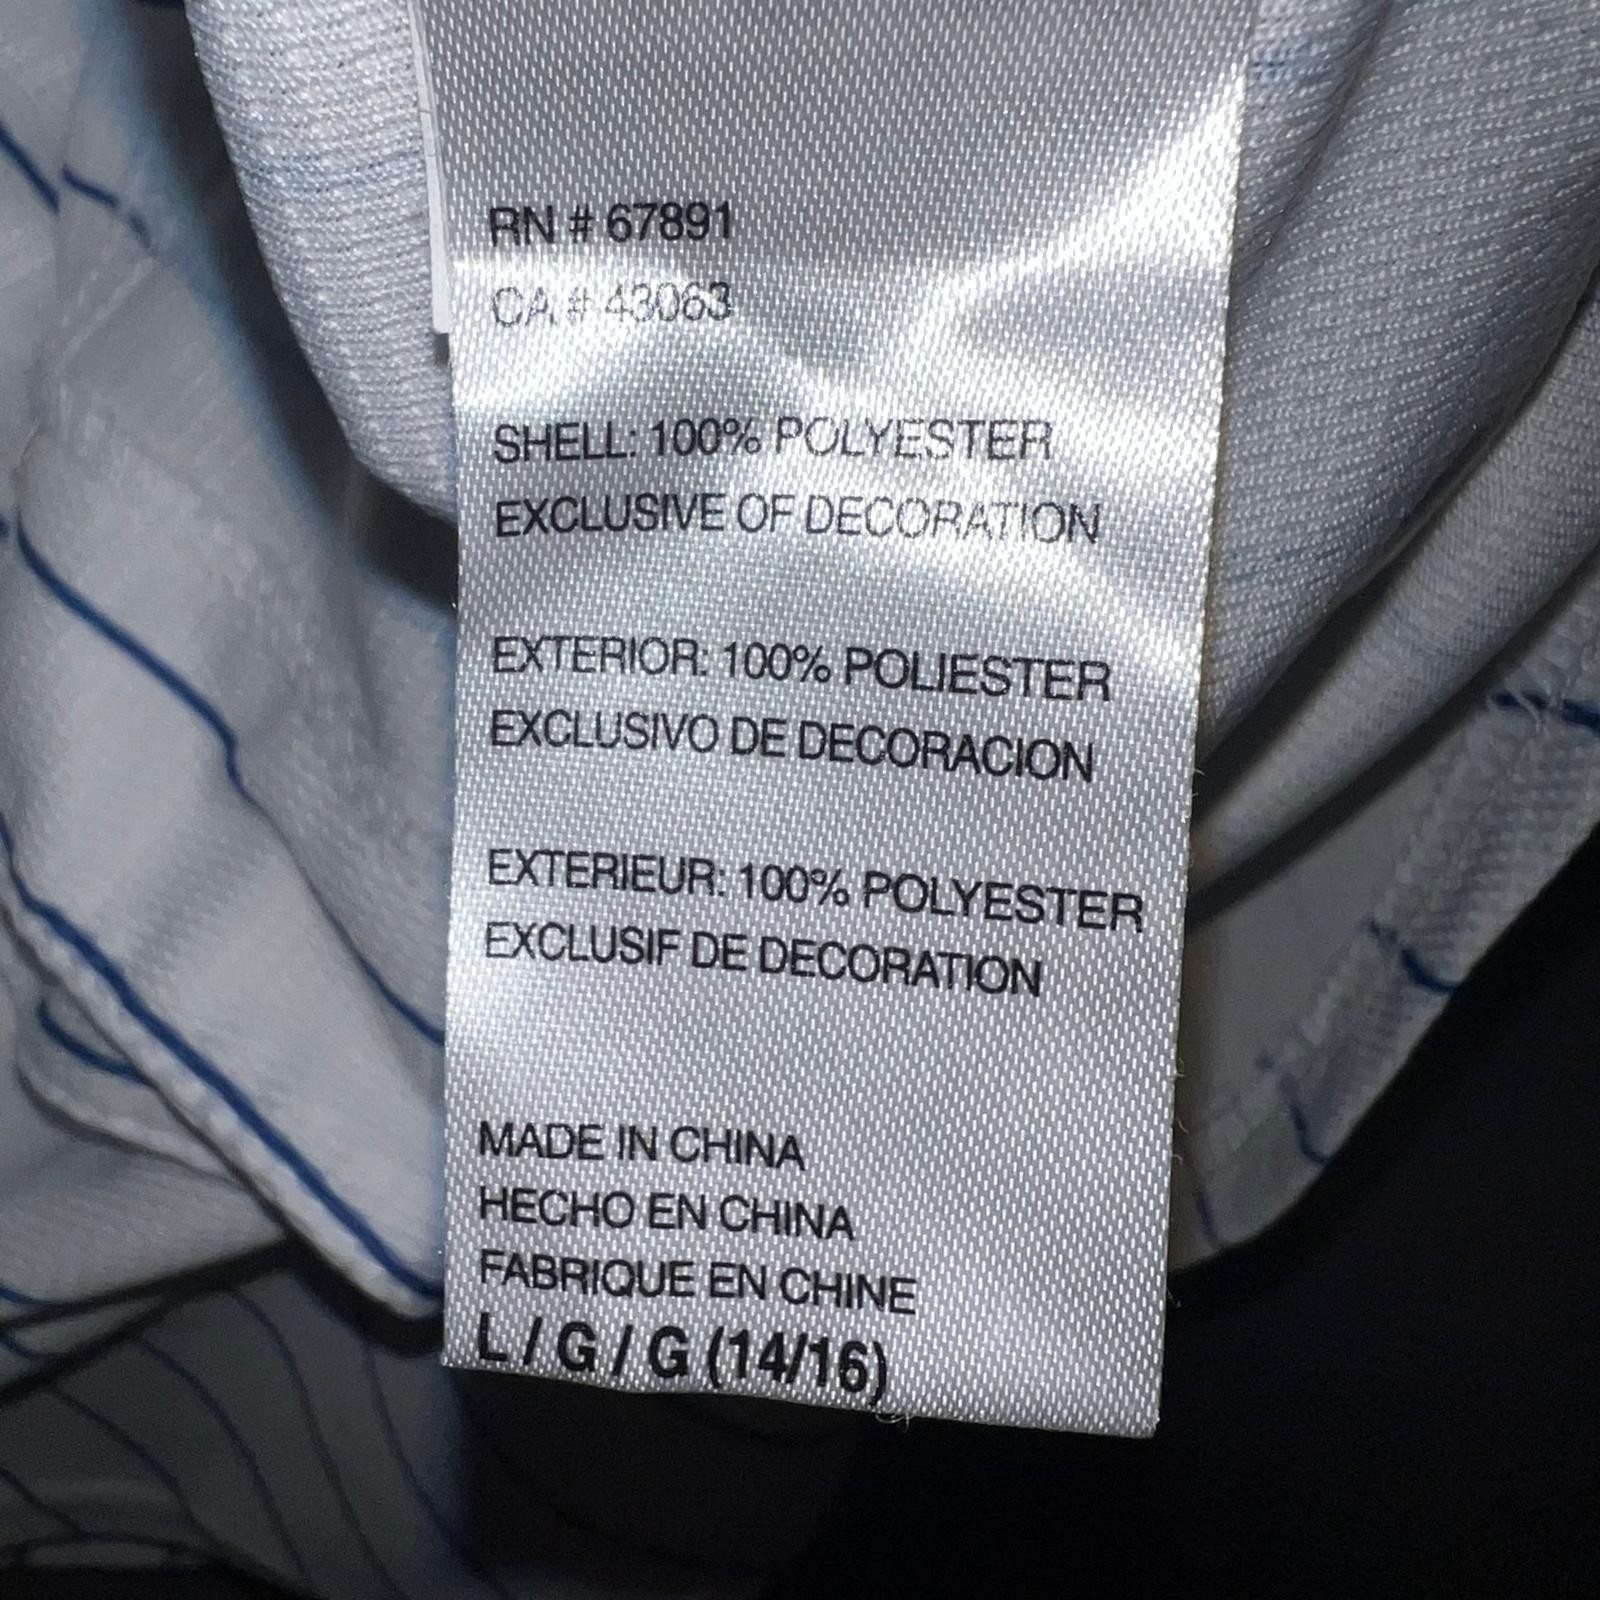 RN # 67891
CA # 43063
SHELL: 100% POLYESTER
EXCLUSIVE OF DECORATION
EXTERIOR: 100% POLIESTER
EXCLUSIVO DE DECORACION
EXTERIEUR: 100% POLYESTER
EXCLUSIF DE DECORATION
MADE IN CHINA
HECHO EN CHINA
FABRIQUE EN CHINE
L / G / G (14/16)